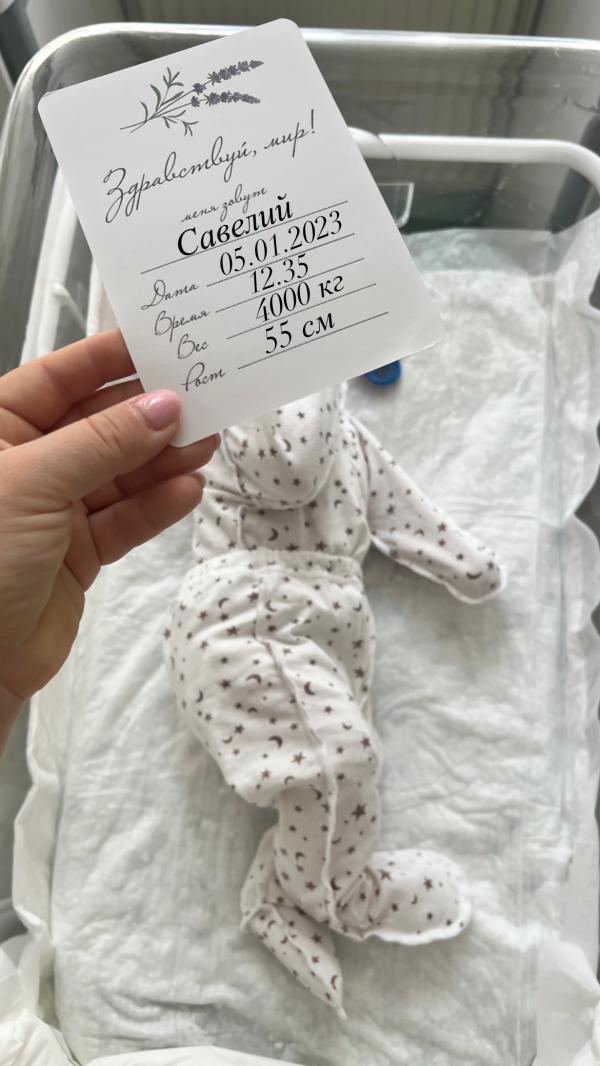 Здравствуй, мир!
меня зовут
Савелий
Дата 05.01.2023
Время 12.35
Вес 4000 кг
Рост 55 см